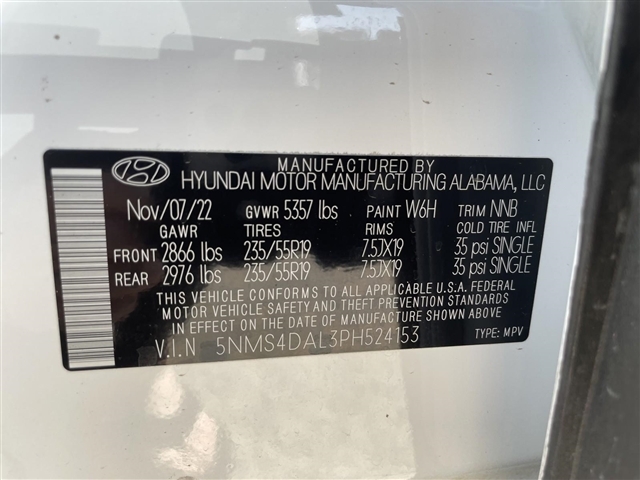 MANUFACTURED BY
HYUNDAI MOTOR MANUFACTURING ALABAMA, LLC
Nov/07/22 GVWR 5357 lbs PAINT W6H TRIM NNB
GAWR TIRES RIMS COLD TIRE INFL
FRONT 2866 lbs 235/55R19 7.5JX19 35 psi SINGLE
REAR 2976 lbs 235/55R19 7.5JX19 35 psi SINGLE
THIS VEHICLE CONFORMS TO ALL APPLICABLE U.S.A. FEDERAL
MOTOR VEHICLE SAFETY AND THEFT PREVENTION STANDARDS
IN EFFECT ON THE DATE OF MANUFACTURE SHOWN ABOVE.
V.I.N 5NMS4DAL3PH524153 TYPE: MPV